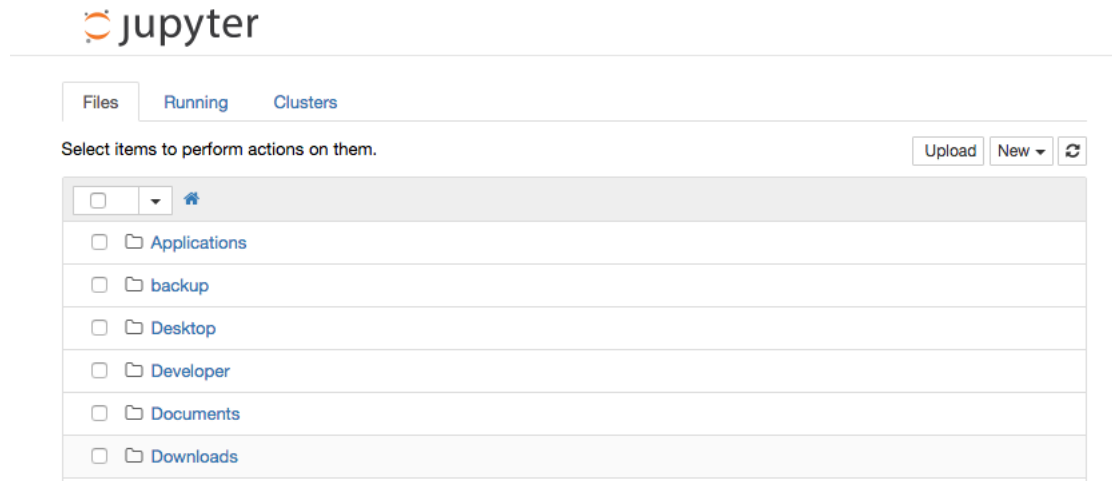 jupyter
Files Running Clusters
Select items to perform actions on them. Upload New
Applications
backup
Desktop
Developer
Documents
Downloads